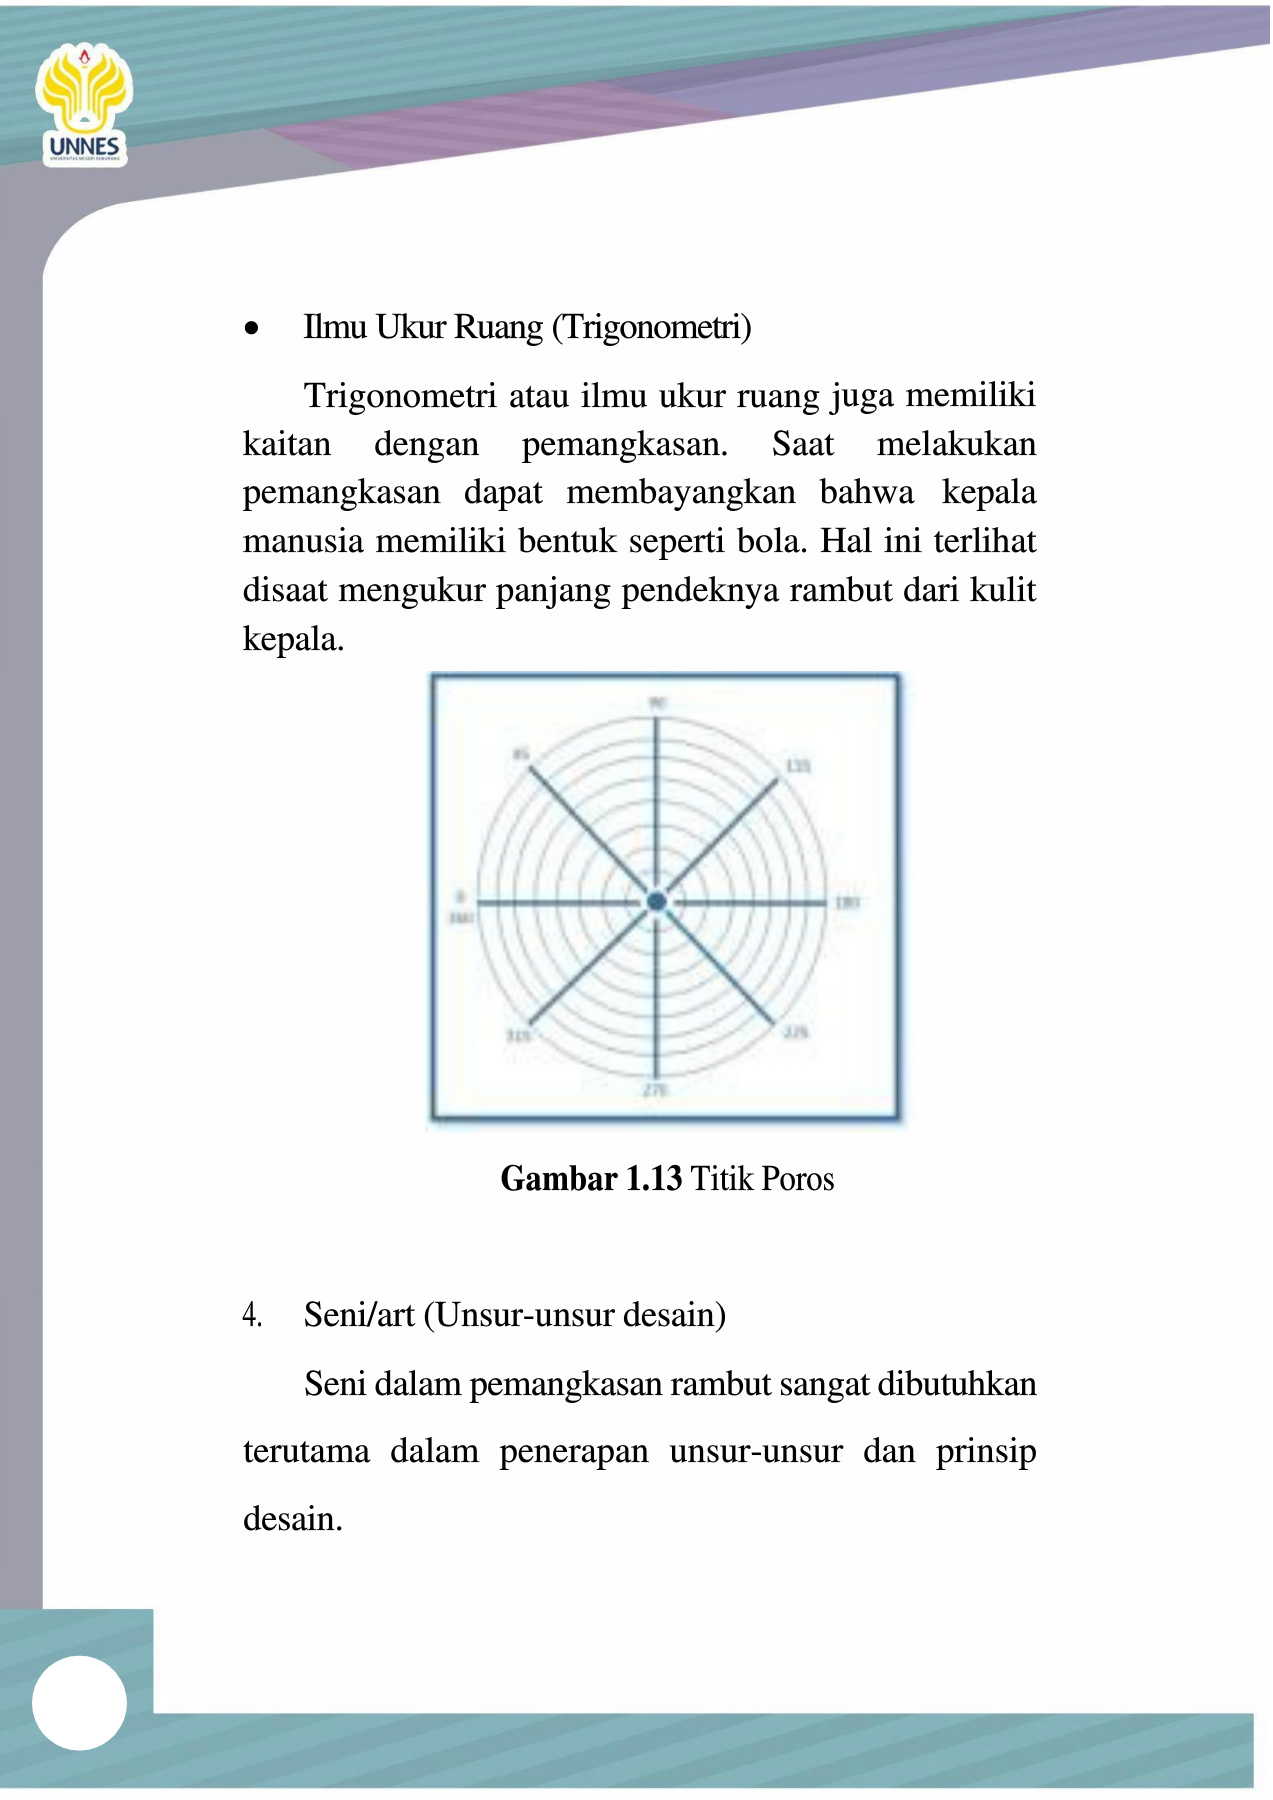 UNNES
UNIVERSITAS NEGERI SEMARANG
• Ilmu Ukur Ruang (Trigonometri)
Trigonometri atau ilmu ukur ruang juga memiliki
kaitan dengan pemangkasan. Saat melakukan
pemangkasan dapat membayangkan bahwa kepala
manusia memiliki bentuk seperti bola. Hal ini terlihat
disaat mengukur panjang pendeknya rambut dari kulit
kepala.
90
45
135
0
360
180
315
225
270
Gambar 1.13 Titik Poros
4. Seni/art (Unsur-unsur desain)
Seni dalam pemangkasan rambut sangat dibutuhkan
terutama dalam penerapan unsur-unsur dan prinsip
desain.